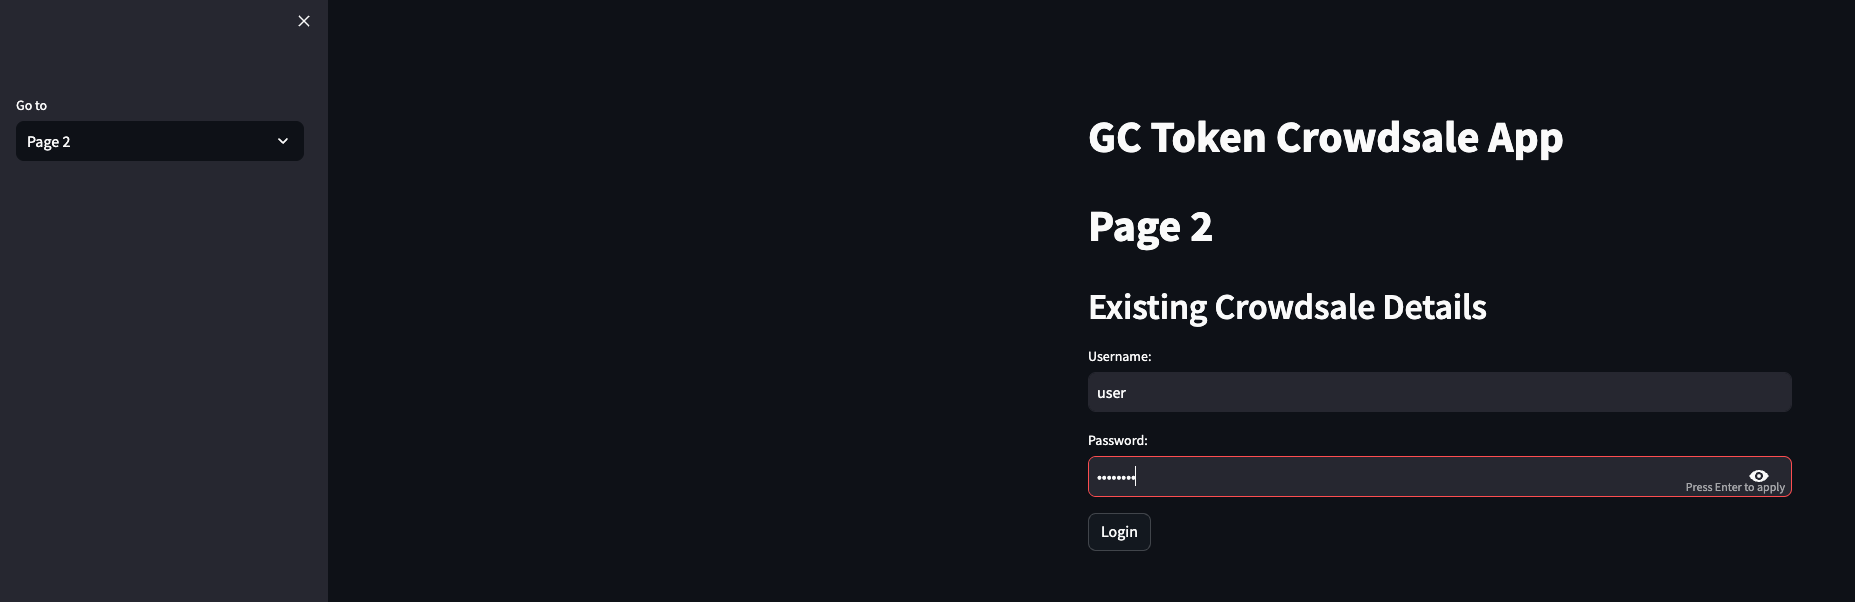 Go to
Page 2
GC Token Crowdsale App
Page 2
Existing Crowdsale Details
Username:
user
Password:
••••••••
Press Enter to apply
Login